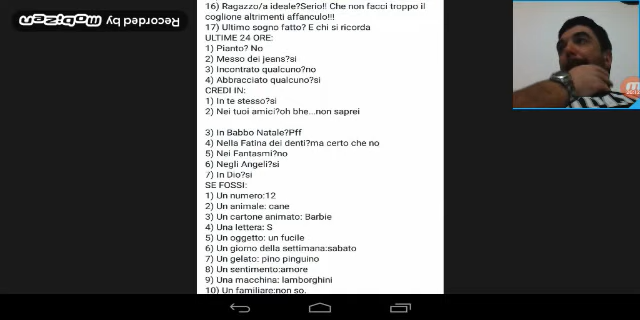 Recorded by
mobizen
16) Ragazzo/a ideale?Serio!! Che non facci troppo il
coglione altrimenti affanculo!!!
17) Ultimo sogno fatto? E chi si ricorda
ULTIME 24 ORE:
1) Pianto? No
2) Messo dei jeans?si
3) Incontrato qualcuno?no
4) Abbracciato qualcuno?si
CREDI IN:
1) In te stesso?si
2) Nei tuoi amici?oh bhe...non saprei
3) In Babbo Natale?Pff
4) Nella Fatina dei denti?ma certo che no
5) Nei Fantasmi?no
6) Negli Angeli?si
7) In Dio?si
SE FOSSI:
1) Un numero:12
2) Un animale: cane
3) Un cartone animato: Barbie
4) Una lettera: S
5) Un oggetto: un fucile
6) Un giorno della settimana:sabato
7) Un gelato: pino pinguino
8) Un sentimento:amore
9) Una macchina: lamborghini
10) Un familiare:non so.